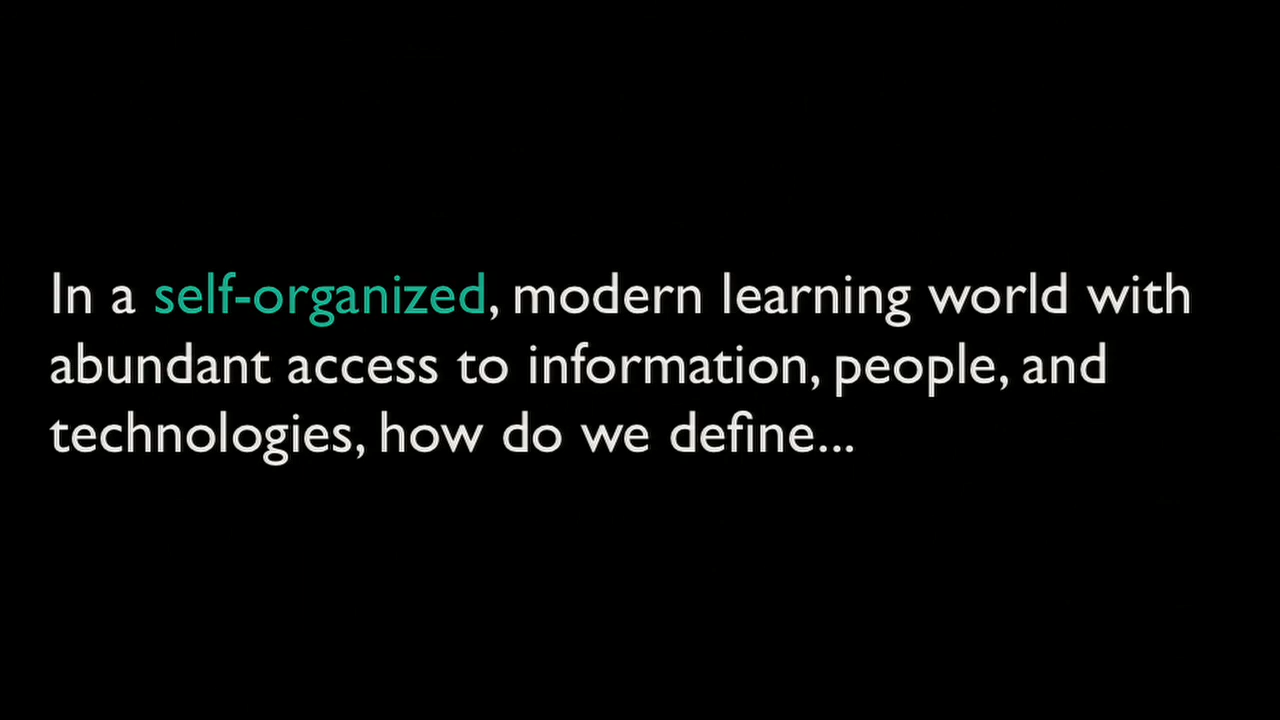 In a self-organized, modern learning world with
abundant access to information, people, and
technologies, how do we define...